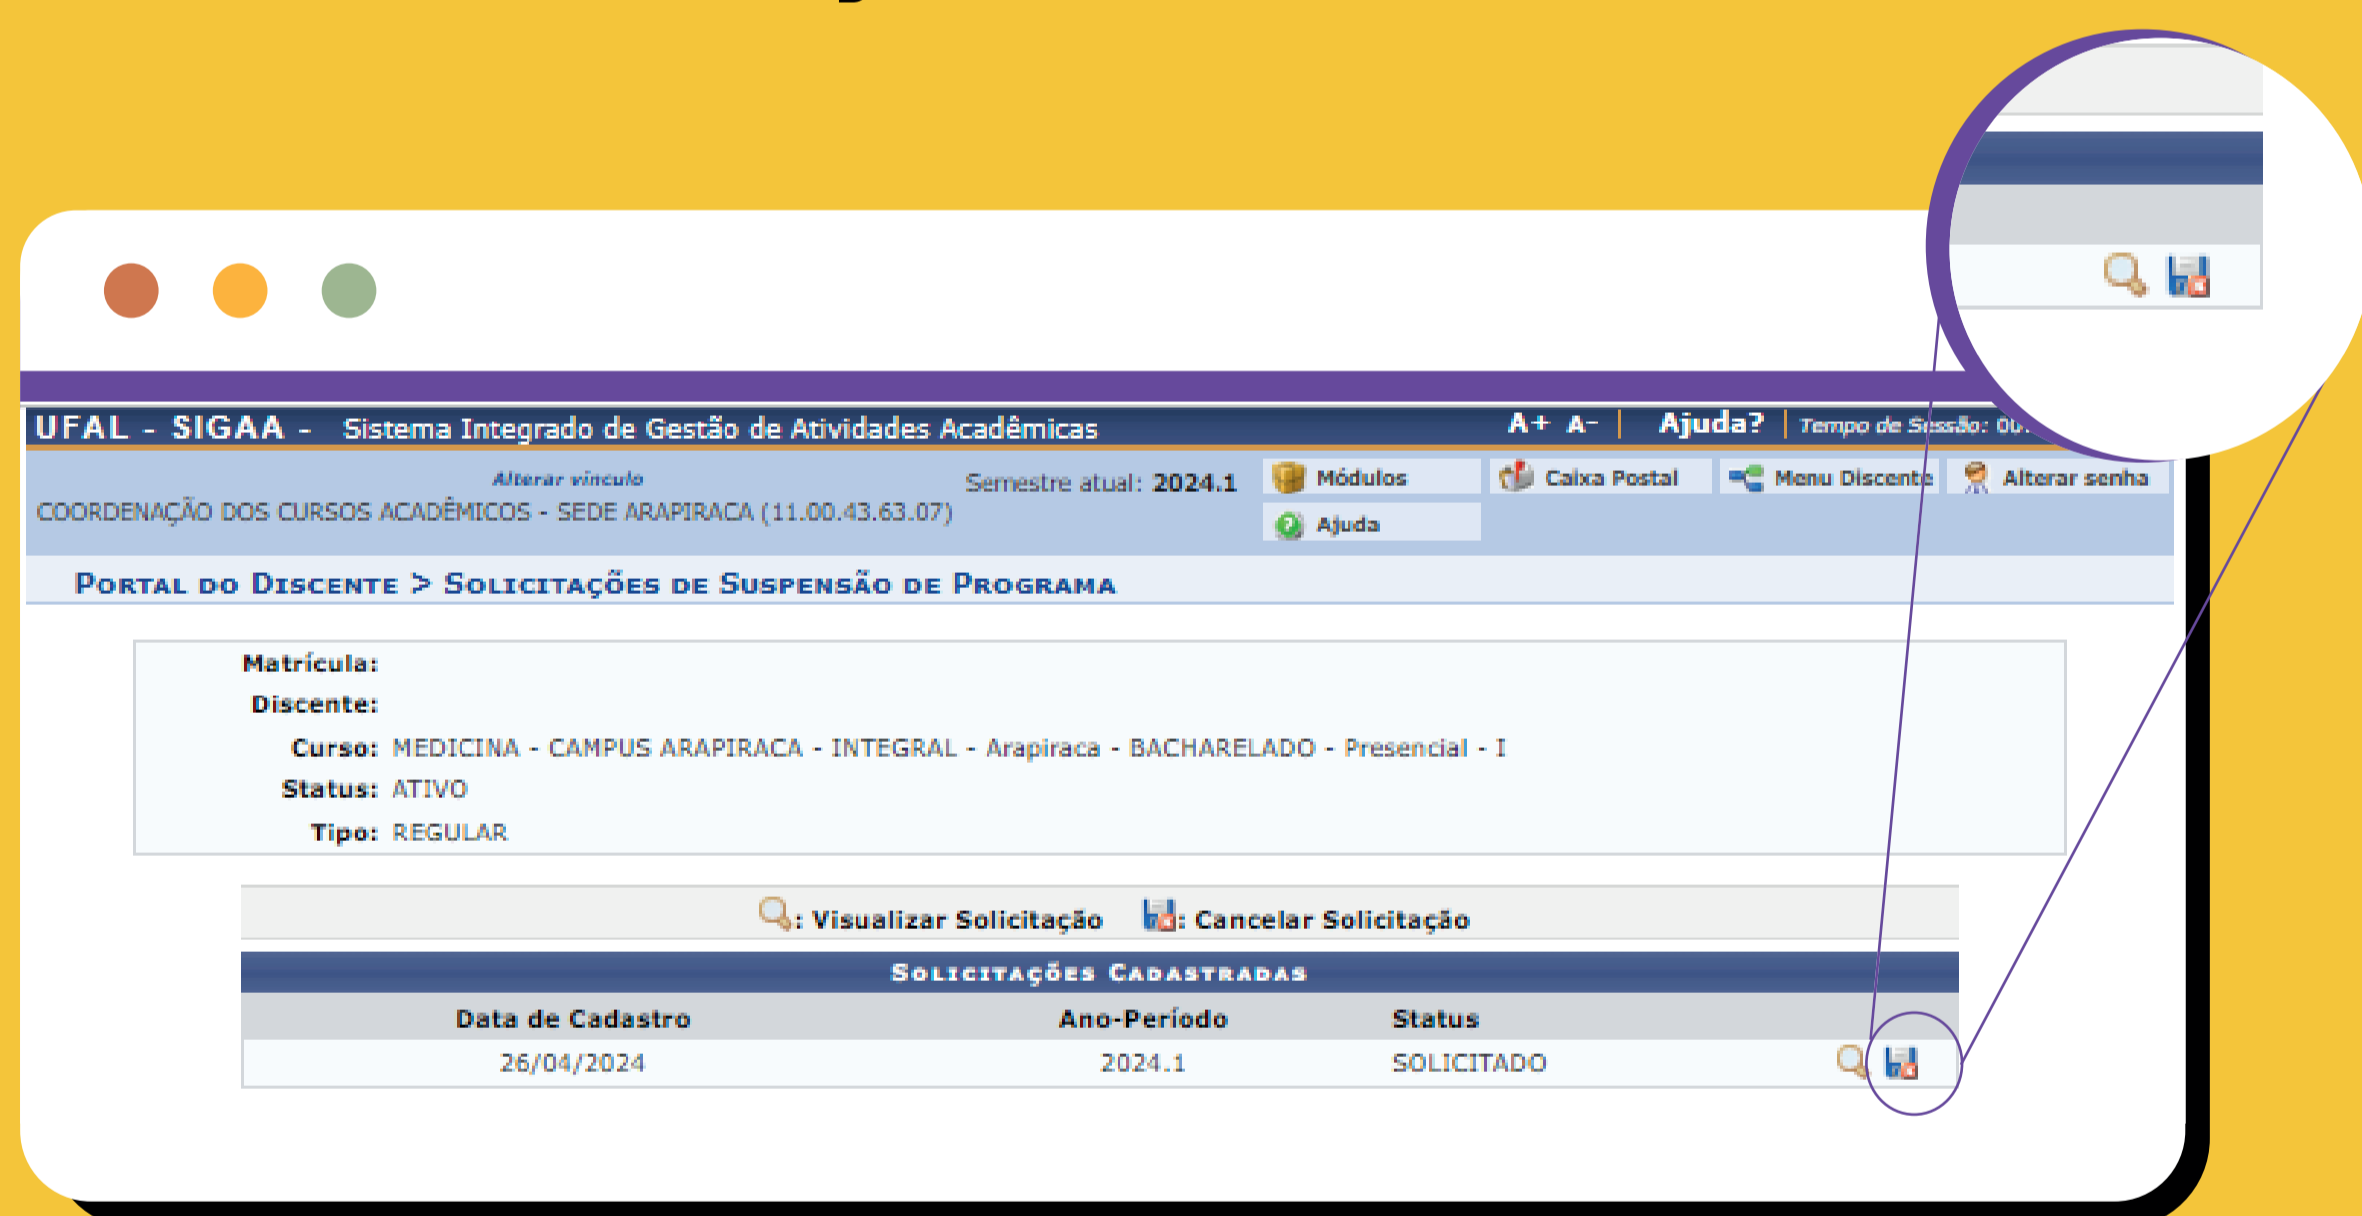 UFAL - SIGAA - Sistema Integrado de Gestão de Atividades Acadêmicas A+ A- | Ajuda? | Tempo de Sessão:
Alterar vínculo Semestre atual: 2024.1 Módulos Caixa Postal Menu Discente Alterar senha
COORDENAÇÃO DOS CURSOS ACADÊMICOS - SEDE ARAPIRACA (11.00.43.63.07)
Ajuda
PORTAL DO DISCENTE > SOLICITAÇÕES DE SUSPENSÃO DE PROGRAMA
Matrícula:
Discente:
Curso: MEDICINA - CAMPUS ARAPIRACA - INTEGRAL - Arapiraca - BACHARELADO - Presencial - I
Status: ATIVO
Tipo: REGULAR
: Visualizar Solicitação : Cancelar Solicitação
SOLICITAÇÕES CADASTRADAS
Data de Cadastro Ano-Período Status
26/04/2024 2024.1 SOLICITADO